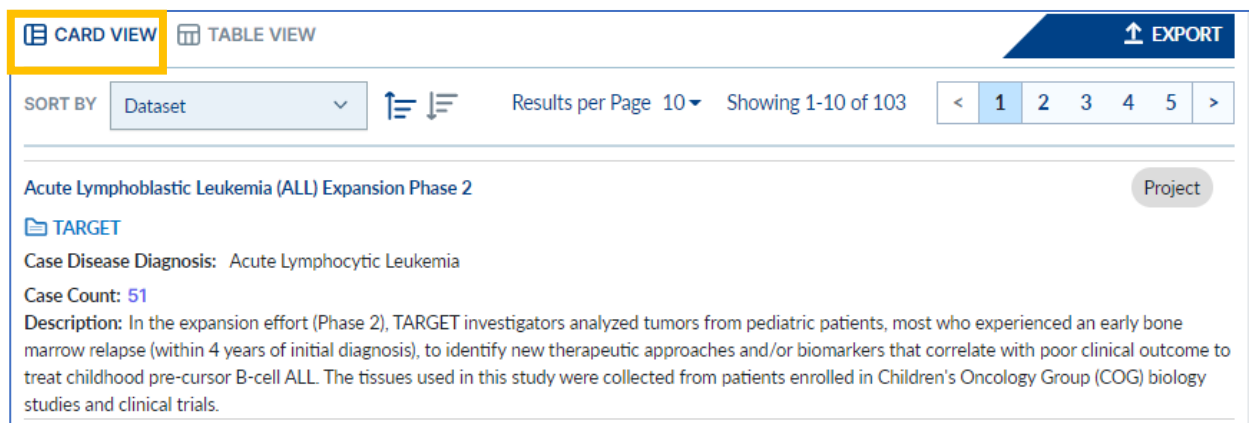 CARD VIEW TABLE VIEW EXPORT
SORT BY Dataset Results per Page 10 Showing 1-10 of 103 < 1 2 3 4 5 >
Acute Lymphoblastic Leukemia (ALL) Expansion Phase 2 Project
TARGET
Case Disease Diagnosis: Acute Lymphocytic Leukemia
Case Count: 51
Description: In the expansion effort (Phase 2), TARGET investigators analyzed tumors from pediatric patients, most who experienced an early bone
marrow relapse (within 4 years of initial diagnosis), to identify new therapeutic approaches and/or biomarkers that correlate with poor clinical outcome to
treat childhood pre-cursor B-cell ALL. The tissues used in this study were collected from patients enrolled in Children's Oncology Group (COG) biology
studies and clinical trials.